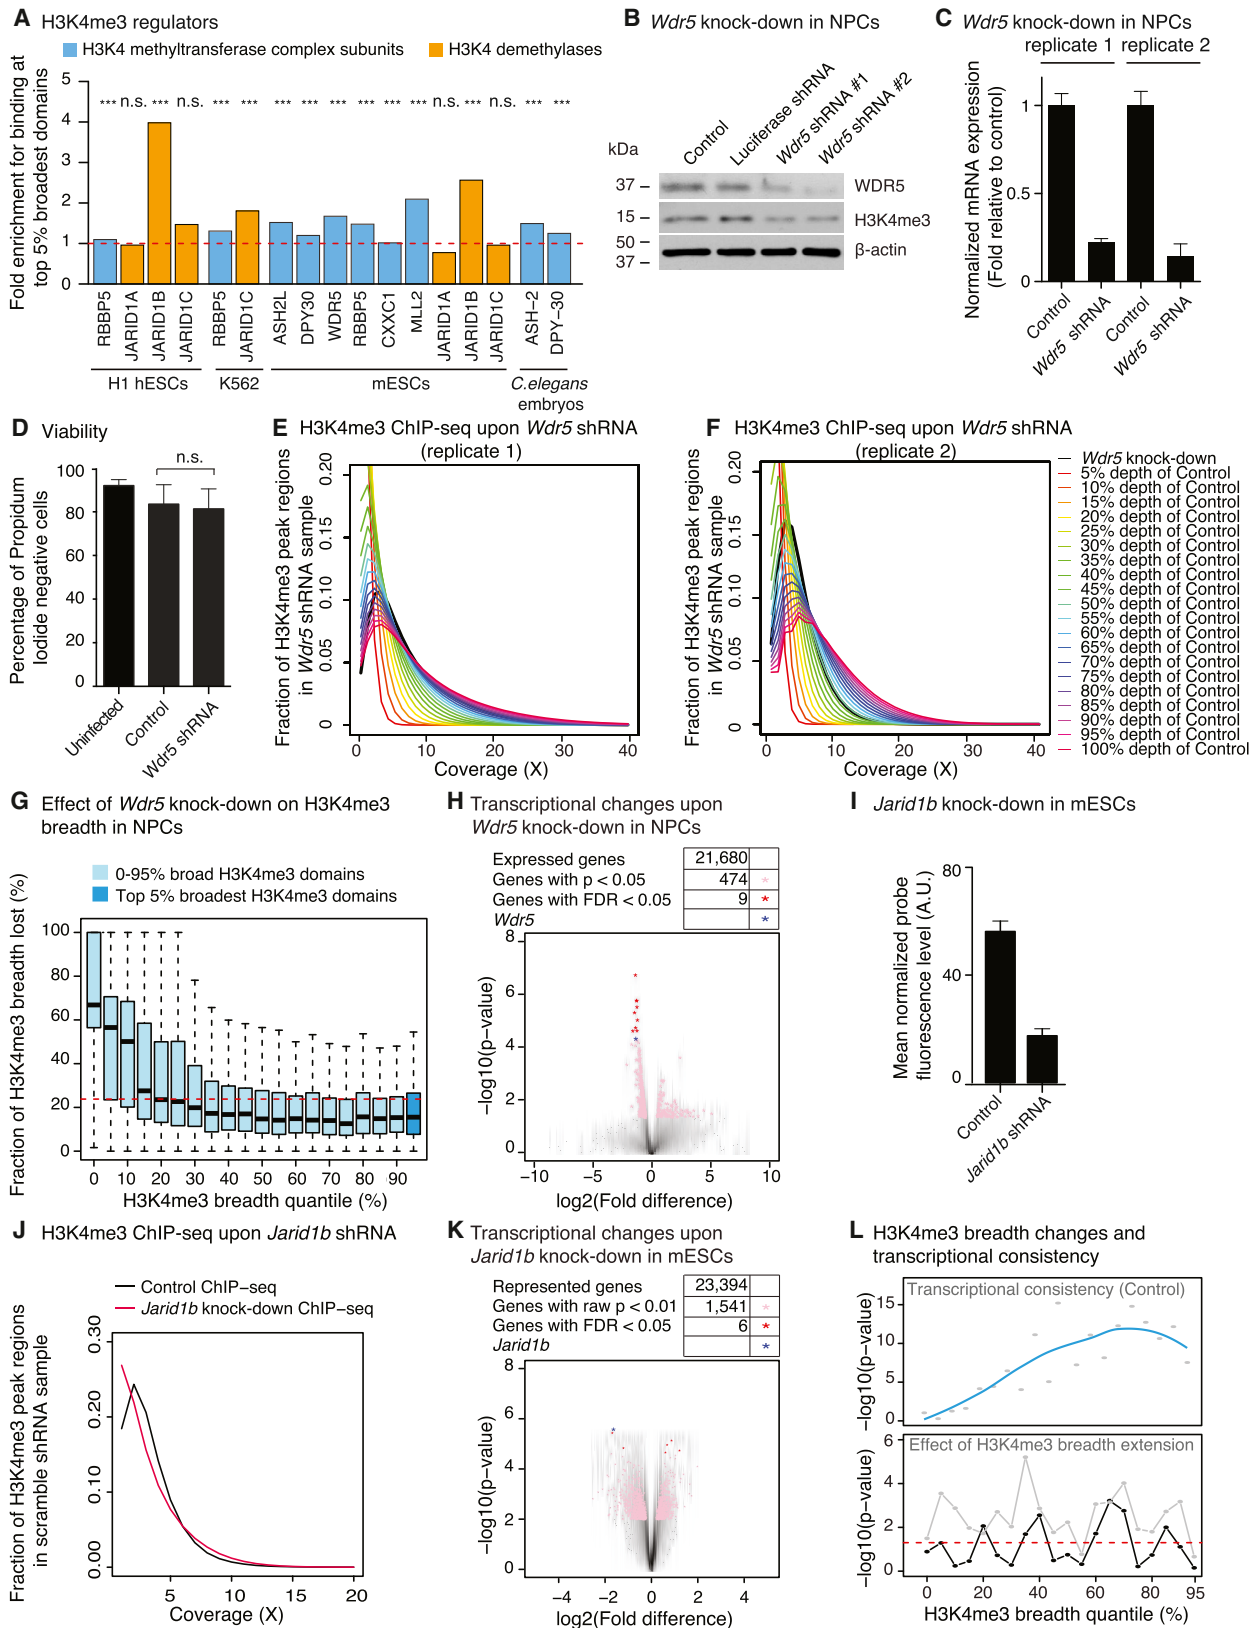 A H3K4me3 regulators
H3K4 methyltransferase complex subunits
H3K4 demethylases
Fold enrichment for binding at
top 5% broadest domains
5
4
3
2
1
0
*** n.s. *** n.s. *** *** *** *** *** *** *** *** n.s. *** n.s. *** ***
RBBP5
JARID1A
JARID1B
JARID1C
RBBP5
JARID1C
ASH2L
DPY30
WDR5
RBBP5
CXXC1
MLL2
JARID1A
JARID1B
JARID1C
ASH-2
DPY-30
H1 hESCs
K562
mESCs
C.elegans
embryos
B Wdr5 knock-down in NPCs
Control
Luciferase shRNA
Wdr5 shRNA #1
Wdr5 shRNA #2
kDa
37
15
50
37
WDR5
H3K4me3
β-actin
C Wdr5 knock-down in NPCs
replicate 1 replicate 2
Normalized mRNA expression
(Fold relative to control)
1
0.5
0
Control
Wdr5 shRNA
Control
Wdr5 shRNA
D Viability
n.s.
Percentage of Propidum
Iodide negative cells
100
80
60
40
20
0
Uninfected
Control
Wdr5 shRNA
E H3K4me3 ChIP-seq upon Wdr5 shRNA
(replicate 1)
Fraction of H3K4me3 peak regions
in Wdr5 shRNA sample
0.20
0.15
0.10
0.05
0
0 10 20 30 40
Coverage (X)
F H3K4me3 ChIP-seq upon Wdr5 shRNA
(replicate 2)
Fraction of H3K4me3 peak regions
in Wdr5 shRNA sample
0.20
0.15
0.10
0.05
0
0 10 20 30 40
Coverage (X)
Wdr5 knock-down
5% depth of Control
10% depth of Control
15% depth of Control
20% depth of Control
25% depth of Control
30% depth of Control
35% depth of Control
40% depth of Control
45% depth of Control
50% depth of Control
55% depth of Control
60% depth of Control
65% depth of Control
70% depth of Control
75% depth of Control
80% depth of Control
85% depth of Control
90% depth of Control
95% depth of Control
100% depth of Control
G Effect of Wdr5 knock-down on H3K4me3
breadth in NPCs
0-95% broad H3K4me3 domains
Top 5% broadest H3K4me3 domains
Fraction of H3K4me3 breadth lost (%)
100
80
60
40
20
0
0 10 20 30 40 50 60 70 80 90
H3K4me3 breadth quantile (%)
H Transcriptional changes upon
Wdr5 knock-down in NPCs
Expressed genes 21,680
Genes with p < 0.05 474 *
Genes with FDR < 0.05 9 *
Wdr5 *
−log10(p−value)
8
6
4
2
0
−10 −5 0 5 10
log2(Fold difference)
I Jarid1b knock-down in mESCs
Mean normalized probe
fluorescence level (A.U.)
80
40
0
Control
Jarid1b shRNA
J H3K4me3 ChIP-seq upon Jarid1b shRNA
Control ChIP−seq
Jarid1b knock-down ChIP−seq
Fraction of H3K4me3 peak regions
in scramble shRNA sample
0.30
0.20
0.10
0.00
5 10 15 20
Coverage (X)
K Transcriptional changes upon
Jarid1b knock-down in mESCs
Represented genes 23,394
Genes with raw p < 0.01 1,541 *
Genes with FDR < 0.05 6 *
Jarid1b *
−log10(p−value)
8
6
4
2
0
−4 −2 0 2 4
log2(Fold difference)
L H3K4me3 breadth changes and
transcriptional consistency
Transcriptional consistency (Control)
−log10(p−value)
15
10
5
0
Effect of H3K4me3 breadth extension
−log10(p−value)
6
4
2
0
0 20 40 60 80 95
H3K4me3 breadth quantile (%)